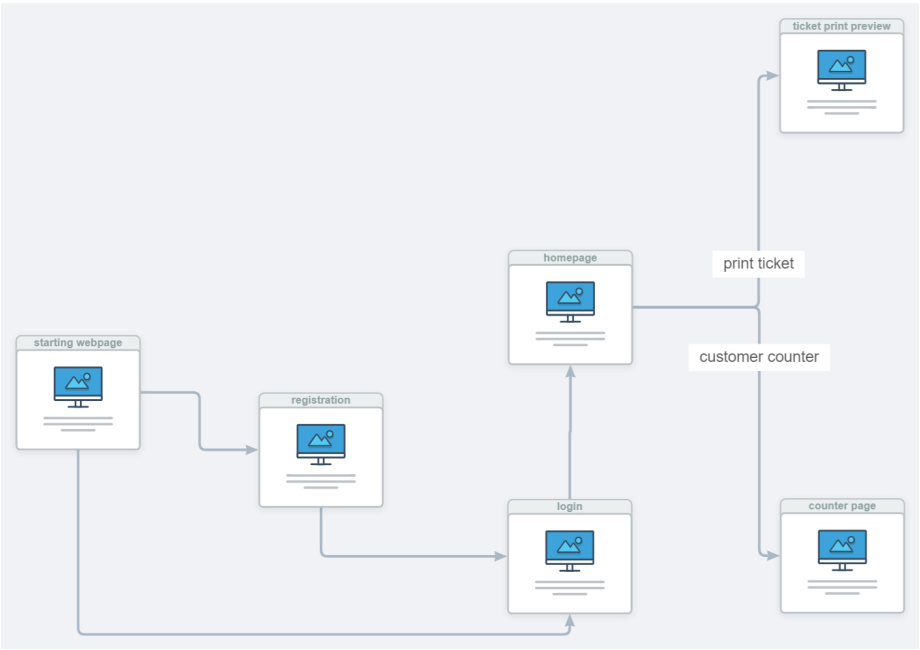 ticket print preview
print ticket
homepage
customer counter
starting webpage
registration
login
counter page